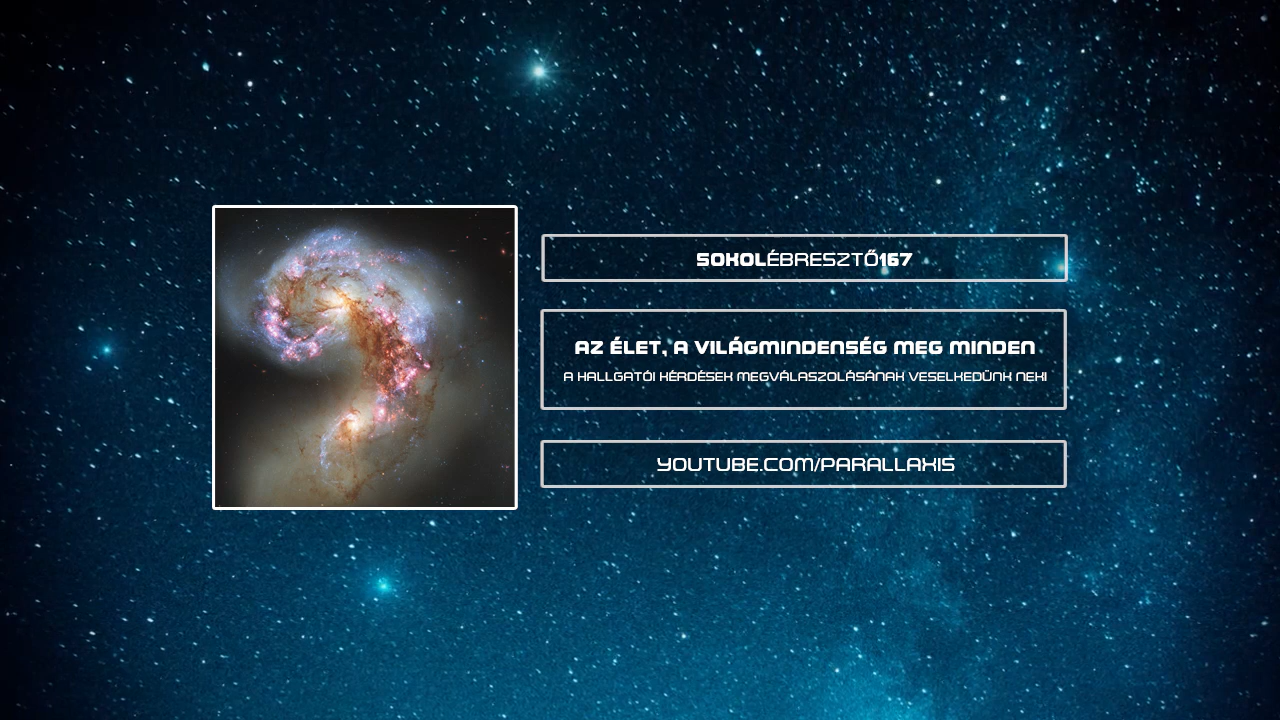 SOKOLÉBRESZTŐ167
AZ ÉLET, A VILÁGMINDENSÉG MEG MINDEN
A HALLGATÓI KÉRDÉSEK MEGVÁLASZOLÁSÁNAK VESELKEDÜNK NEKI
YOUTUBE.COM/PARALLAXIS